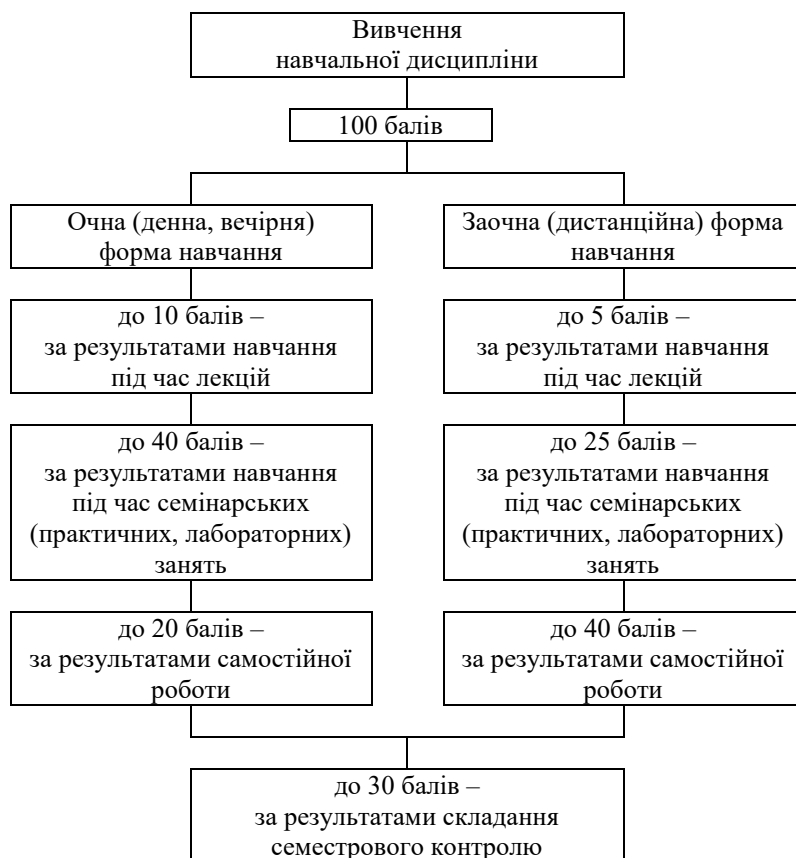 Вивчення
навчальної дисципліни
100 балів
Очна (денна, вечірня)
форма навчання
Заочна (дистанційна) форма
навчання
до 10 балів –
за результатами навчання
під час лекцій
до 5 балів –
за результатами навчання
під час лекцій
до 40 балів –
за результатами навчання
під час семінарських
(практичних, лабораторних)
занять
до 25 балів –
за результатами навчання
під час семінарських
(практичних, лабораторних)
занять
до 20 балів –
за результатами самостійної
роботи
до 40 балів –
за результатами самостійної
роботи
до 30 балів –
за результатами складання
семестрового контролю